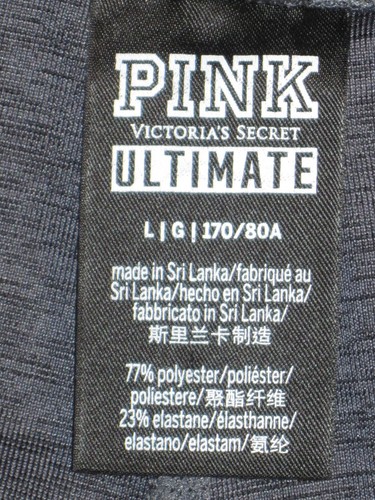 PINK
VICTORIA'S SECRET
ULTIMATE
L | G | 170/80A
made in Sri Lanka/fabriqué au
Sri Lanka/hecho en Sri Lanka/
fabbricato in Sri Lanka/
斯里兰卡制造
77% polyester/poliéster/
poliestere/聚酯纤维
23% elastane/élasthanne/
elastano/elastam/氨纶